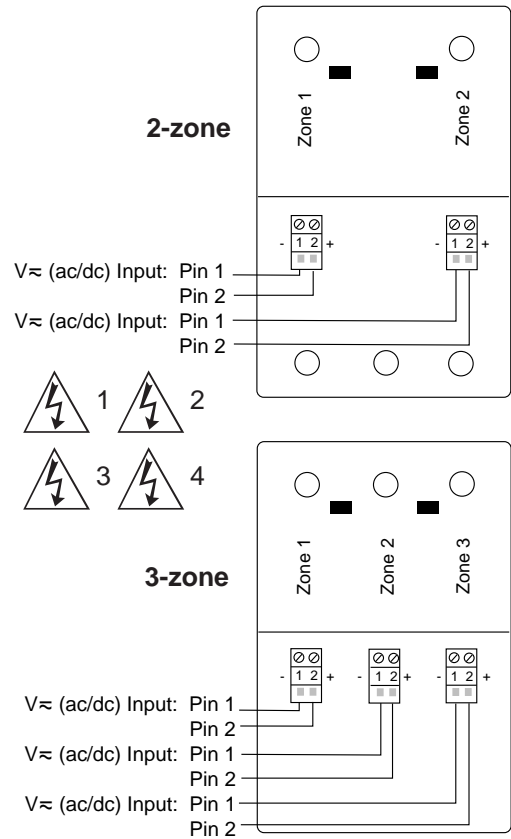 Zone 1
Zone 2
2-zone
- 1 2 +
- 1 2 +
V≂ (ac/dc) Input: Pin 1
Pin 2
V≂ (ac/dc) Input: Pin 1
Pin 2
1 2
3 4
Zone 1
Zone 2
Zone 3
3-zone
- 1 2 +
- 1 2 +
- 1 2 +
V≂ (ac/dc) Input: Pin 1
Pin 2
V≂ (ac/dc) Input: Pin 1
Pin 2
V≂ (ac/dc) Input: Pin 1
Pin 2